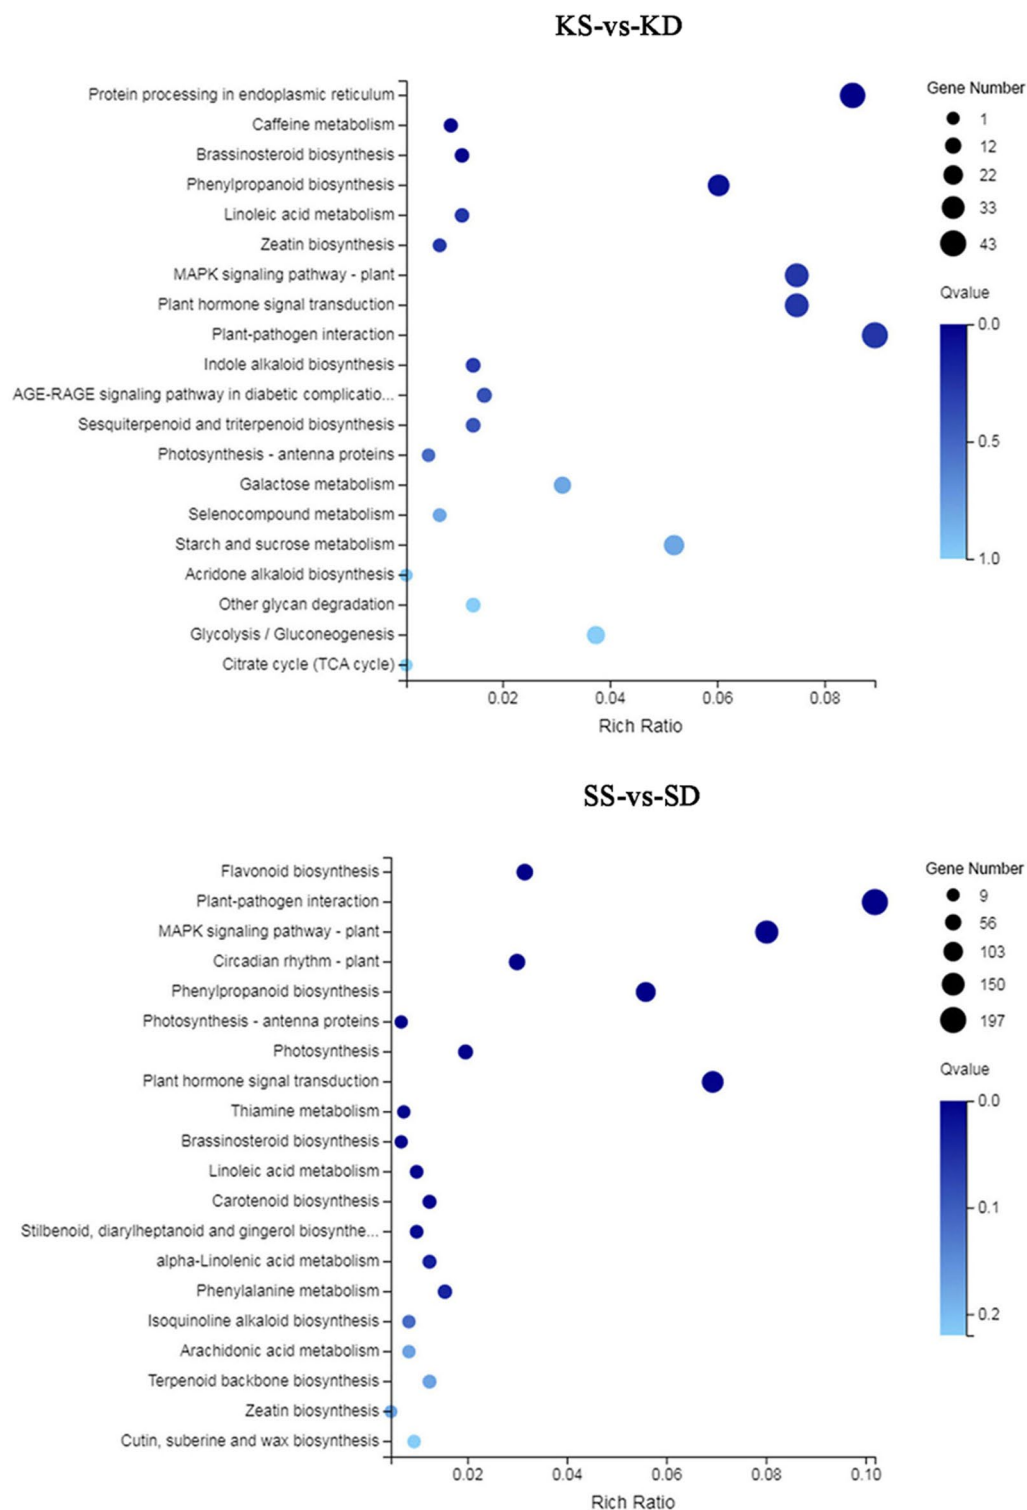 KS-vs-KD
Protein processing in endoplasmic reticulum
Caffeine metabolism
Brassinosteroid biosynthesis
Phenylpropanoid biosynthesis
Linoleic acid metabolism
Zeatin biosynthesis
MAPK signaling pathway - plant
Plant hormone signal transduction
Plant-pathogen interaction
Indole alkaloid biosynthesis
AGE-RAGE signaling pathway in diabetic complicatio...
Sesquiterpenoid and triterpenoid biosynthesis
Photosynthesis - antenna proteins
Galactose metabolism
Selenocompound metabolism
Starch and sucrose metabolism
Acridone alkaloid biosynthesis
Other glycan degradation
Glycolysis / Gluconeogenesis
Citrate cycle (TCA cycle)
0.02 0.04 0.06 0.08
Rich Ratio
Gene Number
1
12
22
33
43
Qvalue
0.0
0.5
1.0
SS-vs-SD
Flavonoid biosynthesis
Plant-pathogen interaction
MAPK signaling pathway - plant
Circadian rhythm - plant
Phenylpropanoid biosynthesis
Photosynthesis - antenna proteins
Photosynthesis
Plant hormone signal transduction
Thiamine metabolism
Brassinosteroid biosynthesis
Linoleic acid metabolism
Carotenoid biosynthesis
Stilbenoid, diarylheptanoid and gingerol biosynthe...
alpha-Linolenic acid metabolism
Phenylalanine metabolism
Isoquinoline alkaloid biosynthesis
Arachidonic acid metabolism
Terpenoid backbone biosynthesis
Zeatin biosynthesis
Cutin, suberine and wax biosynthesis
0.02 0.04 0.06 0.08 0.10
Rich Ratio
Gene Number
9
56
103
150
197
Qvalue
0.0
0.1
0.2